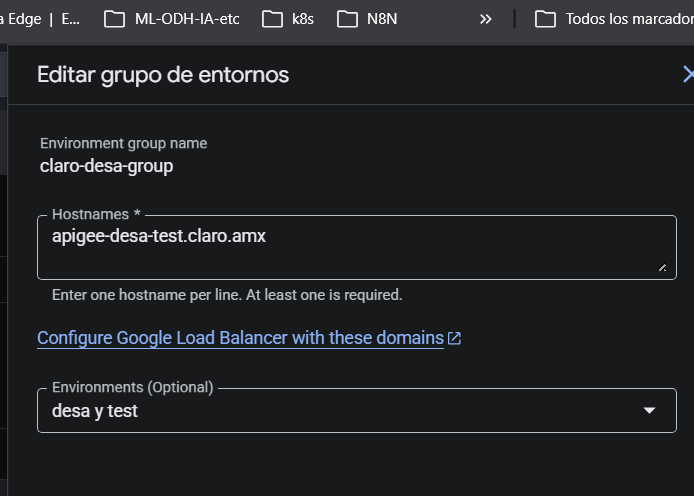 a Edge | E...
ML-ODH-IA-etc
k8s
N8N
»
Todos los marcador
Editar grupo de entornos
Environment group name
claro-desa-group
Hostnames *
apigee-desa-test.claro.amx
Enter one hostname per line. At least one is required.
Configure Google Load Balancer with these domains
Environments (Optional)
desa y test